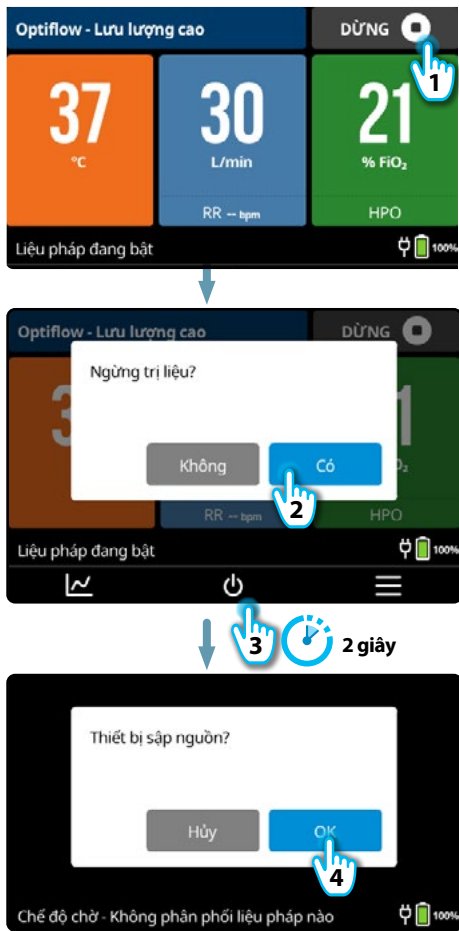 Optiflow - Lưu lượng cao DỪNG
1
37 30 21
°C L/min % FiO₂
RR -- bpm HPO
Liệu pháp đang bật 100%
Optiflow - Lưu lượng cao DỪNG
Ngừng trị liệu?
Không Có
2
RR -- bpm HPO
Liệu pháp đang bật 100%
3 2 giây
Thiết bị sập nguồn?
Hủy OK
4
Chế độ chờ - Không phân phối liệu pháp nào 100%